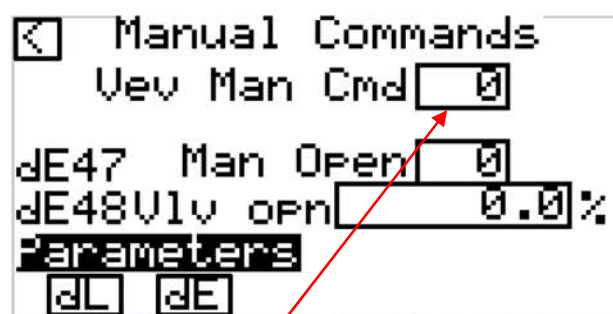 < Manual Commands
Vev Man Cmd 0
dE47 Man Open 0
dE48Vlv opn 0.0%
Parameters
dL dE